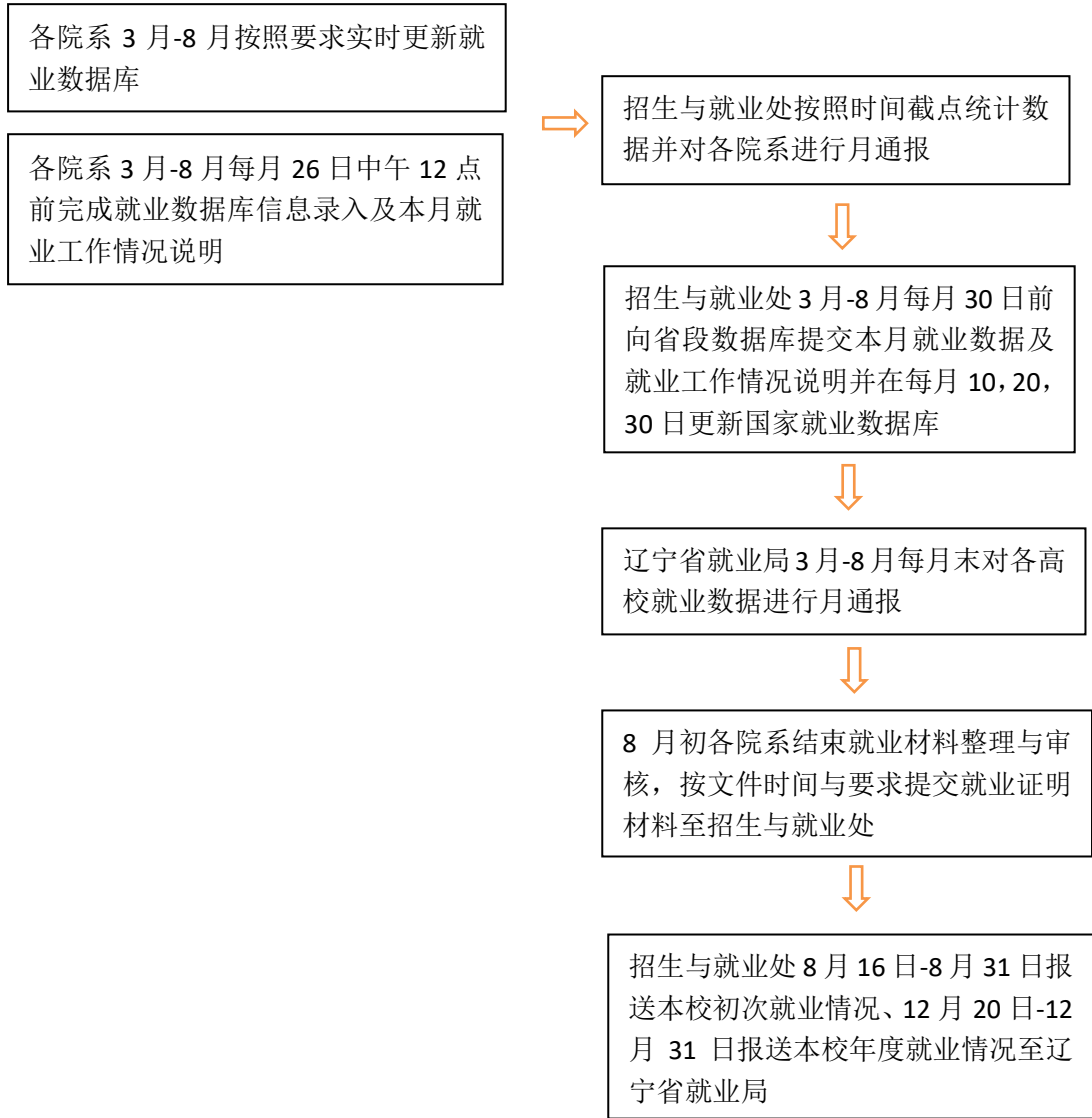 各院系 3 月-8 月按照要求实时更新就
业数据库
各院系 3 月-8 月每月 26 日中午 12 点
前完成就业数据库信息录入及本月就
业工作情况说明
招生与就业处按照时间截点统计数
据并对各院系进行月通报
招生与就业处 3 月-8 月每月 30 日前
向省段数据库提交本月就业数据及
就业工作情况说明并在每月 10，20，
30 日更新国家就业数据库
辽宁省就业局 3 月-8 月每月末对各高
校就业数据进行月通报
8 月初各院系结束就业材料整理与审
核，按文件时间与要求提交就业证明
材料至招生与就业处
招生与就业处 8 月 16 日-8 月 31 日报
送本校初次就业情况、12 月 20 日-12
月 31 日报送本校年度就业情况至辽
宁省就业局